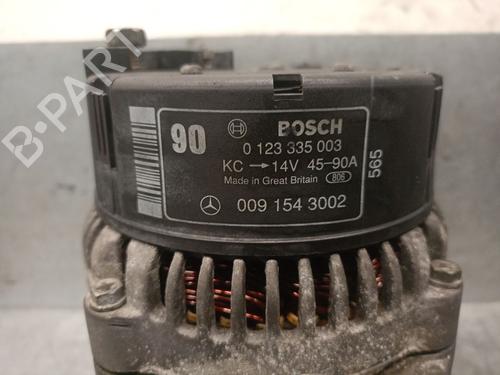 B-PARTS
90
BOSCH
0 123 335 003
KC → 14V 45-90A
Made in Great Britain 806
009 154 3002
565